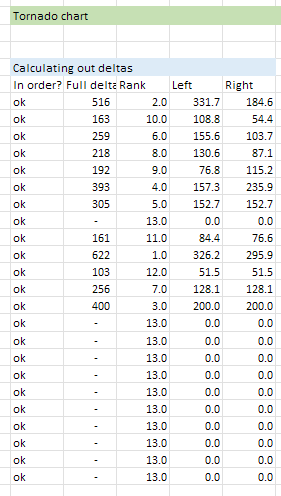 Tornado chart
Calculating out deltas
In order? Full delta Rank Left Right
ok 516 2.0 331.7 184.6
ok 163 10.0 108.8 54.4
ok 259 6.0 155.6 103.7
ok 218 8.0 130.6 87.1
ok 192 9.0 76.8 115.2
ok 393 4.0 157.3 235.9
ok 305 5.0 152.7 152.7
ok - 13.0 0.0 0.0
ok 161 11.0 84.4 76.6
ok 622 1.0 326.2 295.9
ok 103 12.0 51.5 51.5
ok 256 7.0 128.1 128.1
ok 400 3.0 200.0 200.0
ok - 13.0 0.0 0.0
ok - 13.0 0.0 0.0
ok - 13.0 0.0 0.0
ok - 13.0 0.0 0.0
ok - 13.0 0.0 0.0
ok - 13.0 0.0 0.0
ok - 13.0 0.0 0.0
ok - 13.0 0.0 0.0
ok - 13.0 0.0 0.0
ok - 13.0 0.0 0.0